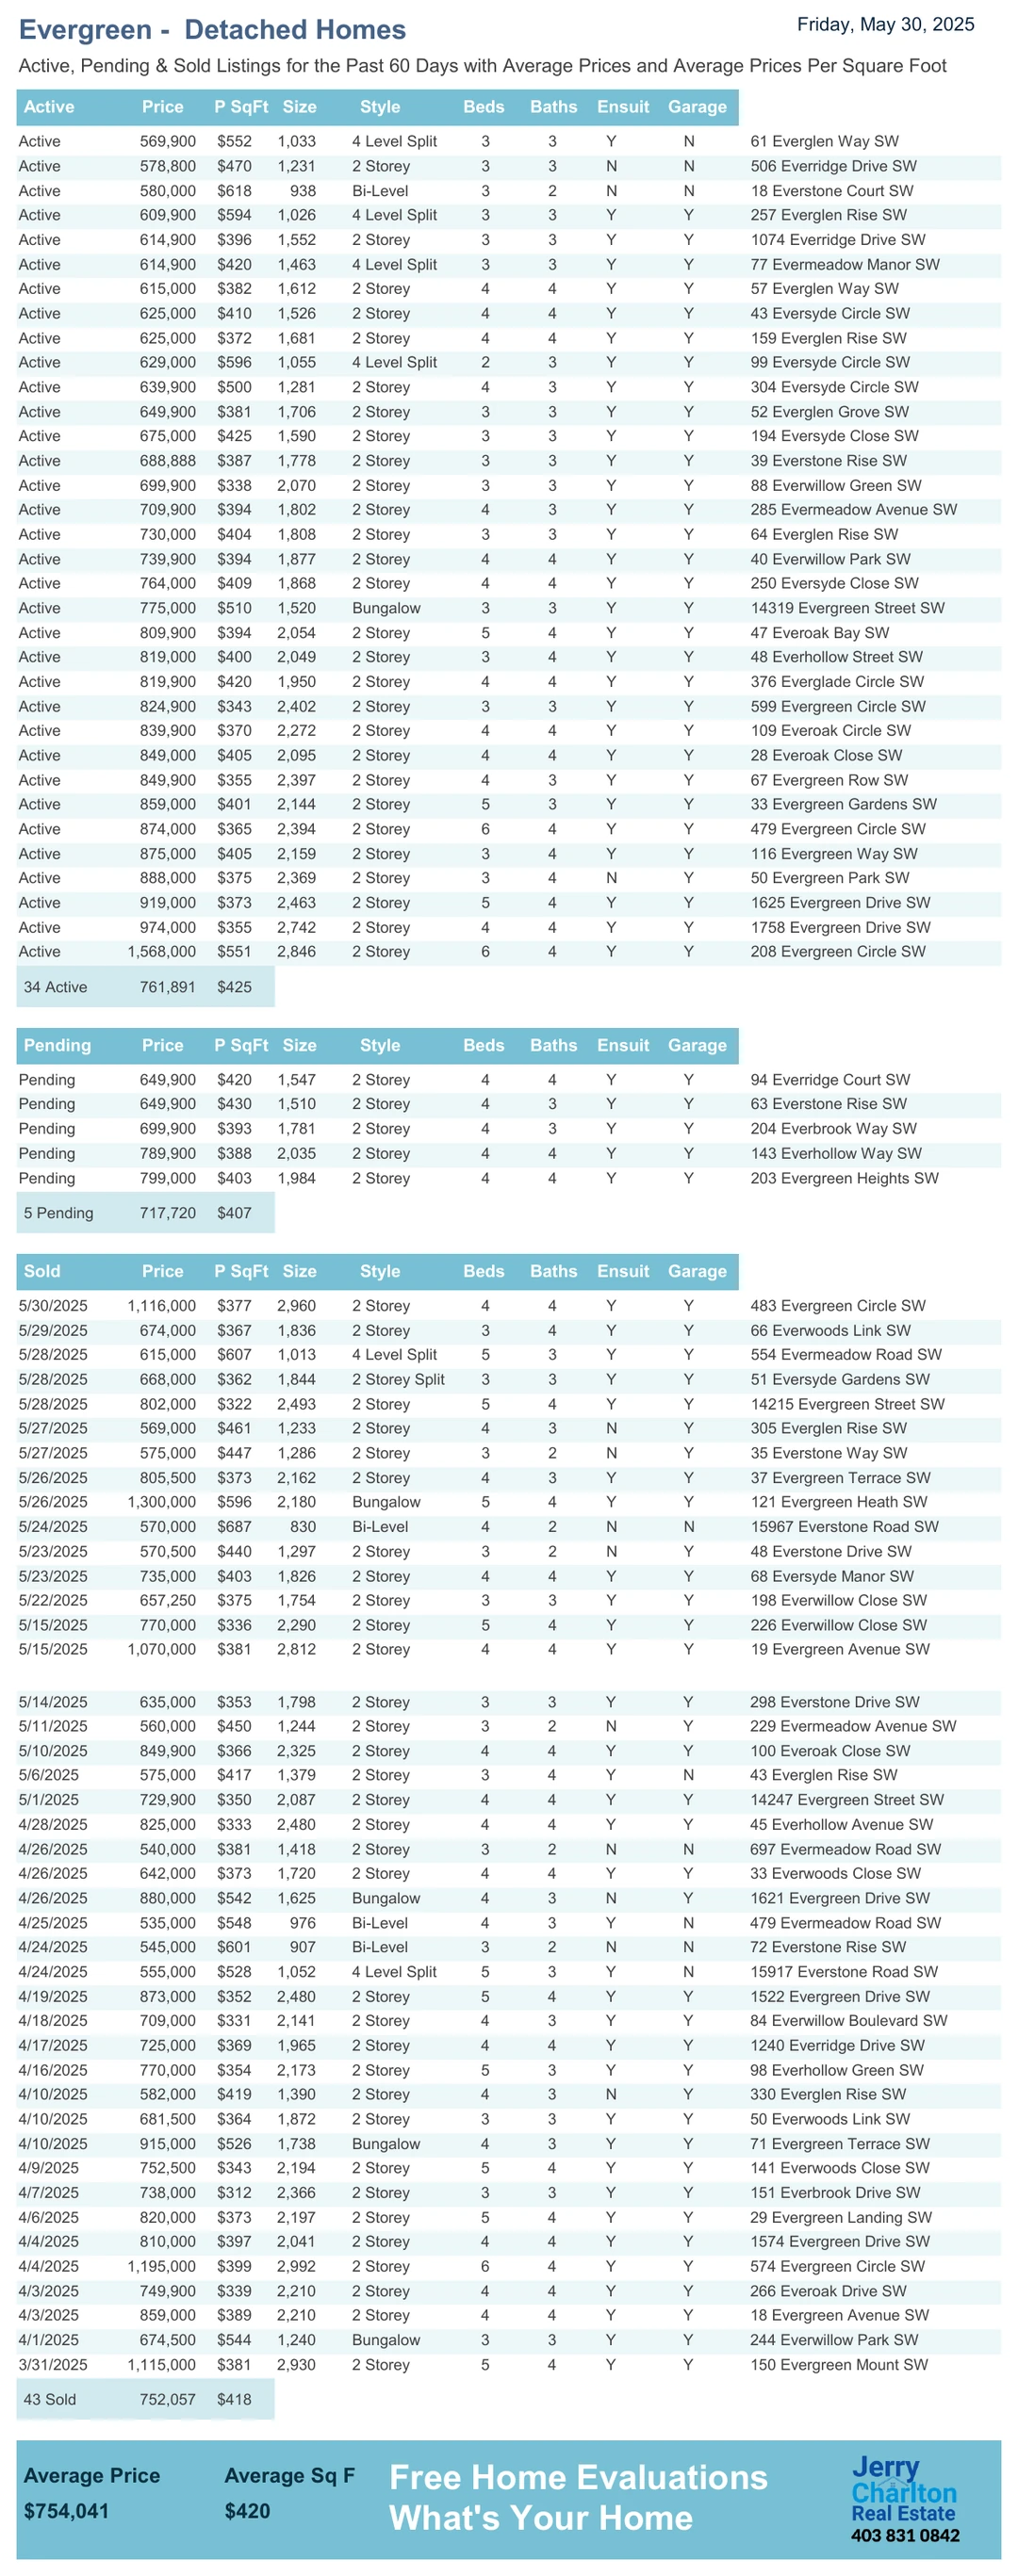 Evergreen - Detached Homes
Friday, May 30, 2025
Active, Pending & Sold Listings for the Past 60 Days with Average Prices and Average Prices Per Square Foot
Active Price P SqFt Size Style Beds Baths Ensuit Garage
Active 569,900 $552 1,033 4 Level Split 3 3 Y N 61 Everglen Way SW
Active 578,800 $470 1,231 2 Storey 3 3 N N 506 Everridge Drive SW
Active 580,000 $618 938 Bi-Level 3 2 N N 18 Everstone Court SW
Active 609,900 $594 1,026 4 Level Split 3 3 Y Y 257 Everglen Rise SW
Active 614,900 $396 1,552 2 Storey 3 3 Y Y 1074 Everridge Drive SW
Active 614,900 $420 1,463 4 Level Split 3 3 Y Y 77 Evermeadow Manor SW
Active 615,000 $382 1,612 2 Storey 4 4 Y Y 57 Everglen Way SW
Active 625,000 $410 1,526 2 Storey 4 4 Y Y 43 Eversyde Circle SW
Active 625,000 $372 1,681 2 Storey 4 4 Y Y 159 Everglen Rise SW
Active 629,000 $596 1,055 4 Level Split 2 3 Y Y 99 Eversyde Circle SW
Active 639,900 $500 1,281 2 Storey 4 3 Y Y 304 Eversyde Circle SW
Active 649,900 $381 1,706 2 Storey 3 3 Y Y 52 Everglen Grove SW
Active 675,000 $425 1,590 2 Storey 3 3 Y Y 194 Eversyde Close SW
Active 688,888 $387 1,778 2 Storey 3 3 Y Y 39 Everstone Rise SW
Active 699,900 $338 2,070 2 Storey 3 3 Y Y 88 Everwillow Green SW
Active 709,900 $394 1,802 2 Storey 4 3 Y Y 285 Evermeadow Avenue SW
Active 730,000 $404 1,808 2 Storey 3 3 Y Y 64 Everglen Rise SW
Active 739,900 $394 1,877 2 Storey 4 4 Y Y 40 Everwillow Park SW
Active 764,000 $409 1,868 2 Storey 4 4 Y Y 250 Eversyde Close SW
Active 775,000 $510 1,520 Bungalow 3 3 Y Y 14319 Evergreen Street SW
Active 809,900 $394 2,054 2 Storey 5 4 Y Y 47 Everoak Bay SW
Active 819,000 $400 2,049 2 Storey 3 4 Y Y 48 Everhollow Street SW
Active 819,900 $420 1,950 2 Storey 4 4 Y Y 376 Everglade Circle SW
Active 824,900 $343 2,402 2 Storey 3 3 Y Y 599 Evergreen Circle SW
Active 839,900 $370 2,272 2 Storey 4 4 Y Y 109 Everoak Circle SW
Active 849,000 $405 2,095 2 Storey 4 4 Y Y 28 Everoak Close SW
Active 849,900 $355 2,397 2 Storey 4 3 Y Y 67 Evergreen Row SW
Active 859,000 $401 2,144 2 Storey 5 3 Y Y 33 Evergreen Gardens SW
Active 874,000 $365 2,394 2 Storey 6 4 Y Y 479 Evergreen Circle SW
Active 875,000 $405 2,159 2 Storey 3 4 Y Y 116 Evergreen Way SW
Active 888,000 $375 2,369 2 Storey 3 4 N Y 50 Evergreen Park SW
Active 919,000 $373 2,463 2 Storey 5 4 Y Y 1625 Evergreen Drive SW
Active 974,000 $355 2,742 2 Storey 4 4 Y Y 1758 Evergreen Drive SW
Active 1,568,000 $551 2,846 2 Storey 6 4 Y Y 208 Evergreen Circle SW
34 Active 761,891 $425
Pending Price P SqFt Size Style Beds Baths Ensuit Garage
Pending 649,900 $420 1,547 2 Storey 4 4 Y Y 94 Everridge Court SW
Pending 649,900 $430 1,510 2 Storey 4 3 Y Y 63 Everstone Rise SW
Pending 699,900 $393 1,781 2 Storey 4 3 Y Y 204 Everbrook Way SW
Pending 789,900 $388 2,035 2 Storey 4 4 Y Y 143 Everhollow Way SW
Pending 799,000 $403 1,984 2 Storey 4 4 Y Y 203 Evergreen Heights SW
5 Pending 717,720 $407
Sold Price P SqFt Size Style Beds Baths Ensuit Garage
5/30/2025 1,116,000 $377 2,960 2 Storey 4 4 Y Y 483 Evergreen Circle SW
5/29/2025 674,000 $367 1,836 2 Storey 3 4 Y Y 66 Everwoods Link SW
5/28/2025 615,000 $607 1,013 4 Level Split 5 3 Y Y 554 Evermeadow Road SW
5/28/2025 668,000 $362 1,844 2 Storey Split 3 3 Y Y 51 Eversyde Gardens SW
5/28/2025 802,000 $322 2,493 2 Storey 5 4 Y Y 14215 Evergreen Street SW
5/27/2025 569,000 $461 1,233 2 Storey 4 3 N Y 305 Everglen Rise SW
5/27/2025 575,000 $447 1,286 2 Storey 3 2 N Y 35 Everstone Way SW
5/26/2025 805,500 $373 2,162 2 Storey 4 3 Y Y 37 Evergreen Terrace SW
5/26/2025 1,300,000 $596 2,180 Bungalow 5 4 Y Y 121 Evergreen Heath SW
5/24/2025 570,000 $687 830 Bi-Level 4 2 N N 15967 Everstone Road SW
5/23/2025 570,500 $440 1,297 2 Storey 3 2 N Y 48 Everstone Drive SW
5/23/2025 735,000 $403 1,826 2 Storey 4 4 Y Y 68 Eversyde Manor SW
5/22/2025 657,250 $375 1,754 2 Storey 3 3 Y Y 198 Everwillow Close SW
5/15/2025 770,000 $336 2,290 2 Storey 5 4 Y Y 226 Everwillow Close SW
5/15/2025 1,070,000 $381 2,812 2 Storey 4 4 Y Y 19 Evergreen Avenue SW
5/14/2025 635,000 $353 1,798 2 Storey 3 3 Y Y 298 Everstone Drive SW
5/11/2025 560,000 $450 1,244 2 Storey 3 2 N Y 229 Evermeadow Avenue SW
5/10/2025 849,900 $366 2,325 2 Storey 4 4 Y Y 100 Everoak Close SW
5/6/2025 575,000 $417 1,379 2 Storey 3 4 Y N 43 Everglen Rise SW
5/1/2025 729,900 $350 2,087 2 Storey 4 4 Y Y 14247 Evergreen Street SW
4/28/2025 825,000 $333 2,480 2 Storey 4 4 Y Y 45 Everhollow Avenue SW
4/26/2025 540,000 $381 1,418 2 Storey 3 2 N N 697 Evermeadow Road SW
4/26/2025 642,000 $373 1,720 2 Storey 4 4 Y Y 33 Everwoods Close SW
4/26/2025 880,000 $542 1,625 Bungalow 4 3 N Y 1621 Evergreen Drive SW
4/25/2025 535,000 $548 976 Bi-Level 4 3 Y N 479 Evermeadow Road SW
4/24/2025 545,000 $601 907 Bi-Level 3 2 N N 72 Everstone Rise SW
4/24/2025 555,000 $528 1,052 4 Level Split 5 3 Y N 15917 Everstone Road SW
4/19/2025 873,000 $352 2,480 2 Storey 5 4 Y Y 1522 Evergreen Drive SW
4/18/2025 709,000 $331 2,141 2 Storey 4 3 Y Y 84 Everwillow Boulevard SW
4/17/2025 725,000 $369 1,965 2 Storey 4 4 Y Y 1240 Everridge Drive SW
4/16/2025 770,000 $354 2,173 2 Storey 5 3 Y Y 98 Everhollow Green SW
4/10/2025 582,000 $419 1,390 2 Storey 4 3 N Y 330 Everglen Rise SW
4/10/2025 681,500 $364 1,872 2 Storey 3 3 Y Y 50 Everwoods Link SW
4/10/2025 915,000 $526 1,738 Bungalow 4 3 Y Y 71 Evergreen Terrace SW
4/9/2025 752,500 $343 2,194 2 Storey 5 4 Y Y 141 Everwoods Close SW
4/7/2025 738,000 $312 2,366 2 Storey 3 3 Y Y 151 Everbrook Drive SW
4/6/2025 820,000 $373 2,197 2 Storey 5 4 Y Y 29 Evergreen Landing SW
4/4/2025 810,000 $397 2,041 2 Storey 4 4 Y Y 1574 Evergreen Drive SW
4/4/2025 1,195,000 $399 2,992 2 Storey 6 4 Y Y 574 Evergreen Circle SW
4/3/2025 749,900 $339 2,210 2 Storey 4 4 Y Y 266 Everoak Drive SW
4/3/2025 859,000 $389 2,210 2 Storey 4 4 Y Y 18 Evergreen Avenue SW
4/1/2025 674,500 $544 1,240 Bungalow 3 3 Y Y 244 Everwillow Park SW
3/31/2025 1,115,000 $381 2,930 2 Storey 5 4 Y Y 150 Evergreen Mount SW
43 Sold 752,057 $418
Average Price Average Sq F
$754,041 $420
Free Home Evaluations
What's Your Home
Jerry
Charlton
Real Estate
403 831 0842